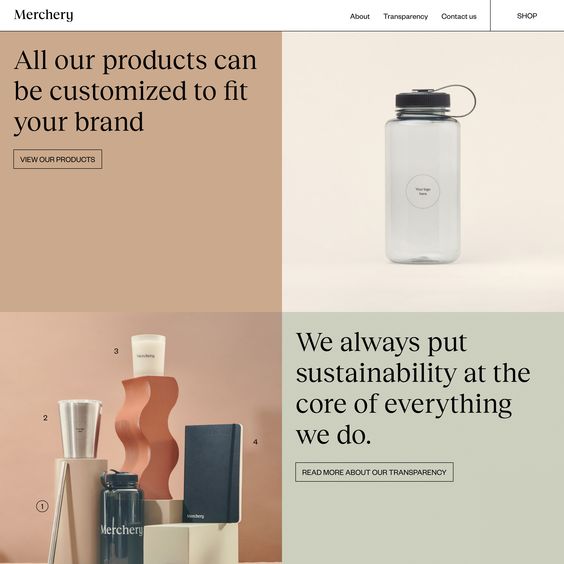 Merchery
About
Transparency
Contact us
SHOP
All our products can
be customized to fit
your brand
VIEW OUR PRODUCTS
Your logo
here
3
2
4
1
Merchery
Merchery
We always put
sustainability at the
core of everything
we do.
READ MORE ABOUT OUR TRANSPARENCY